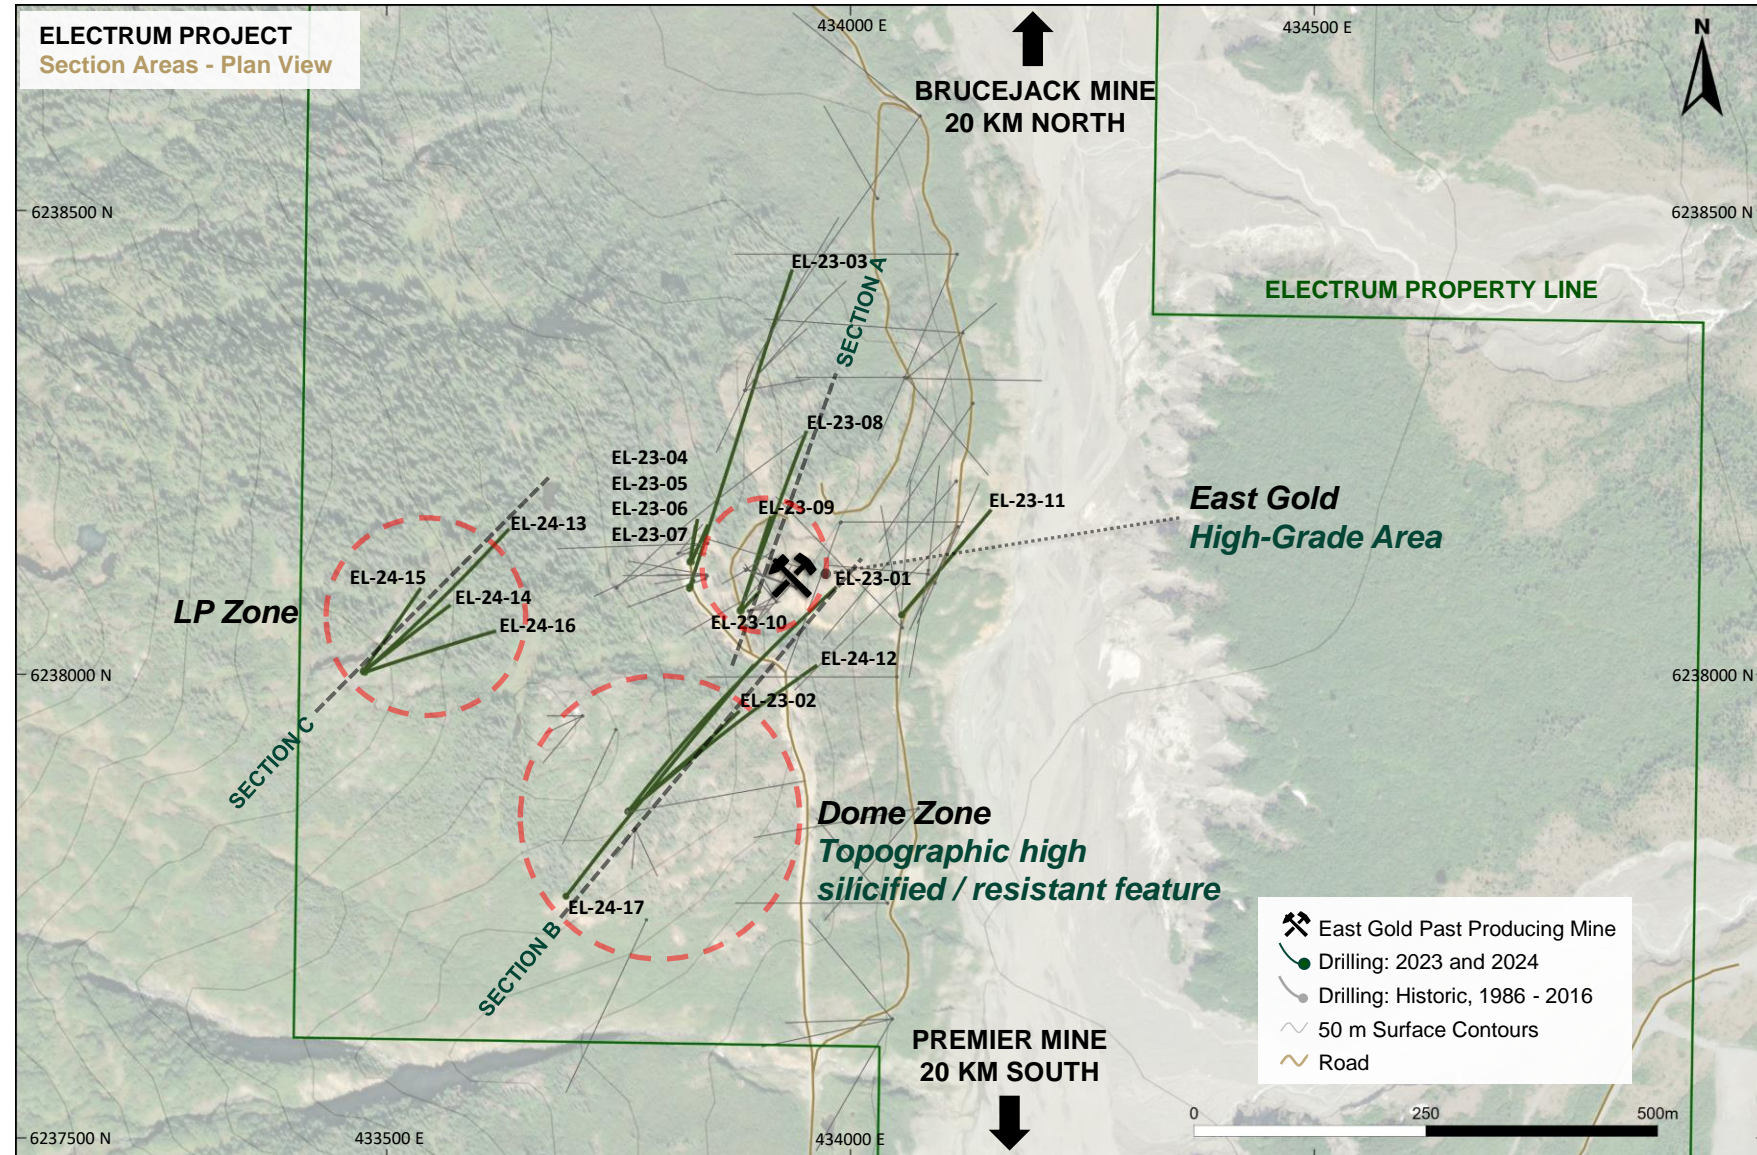 ELECTRUM PROJECT
Section Areas - Plan View
434000 E
434500 E
N
BRUCEJACK MINE
20 KM NORTH
6238500 N
6238500 N
EL-23-03
SECTION A
ELECTRUM PROPERTY LINE
EL-23-08
EL-23-04
EL-23-05
EL-23-06
EL-23-07
EL-23-09
EL-23-11
East Gold
High-Grade Area
EL-24-13
EL-24-15
EL-24-14
EL-24-16
LP Zone
EL-23-01
EL-23-10
EL-24-12
EL-23-02
6238000 N
6238000 N
SECTION C
Dome Zone
Topographic high
silicified / resistant feature
EL-24-17
SECTION B
East Gold Past Producing Mine
Drilling: 2023 and 2024
Drilling: Historic, 1986 - 2016
50 m Surface Contours
Road
PREMIER MINE
20 KM SOUTH
0
250
500m
6237500 N
433500 E
434000 E